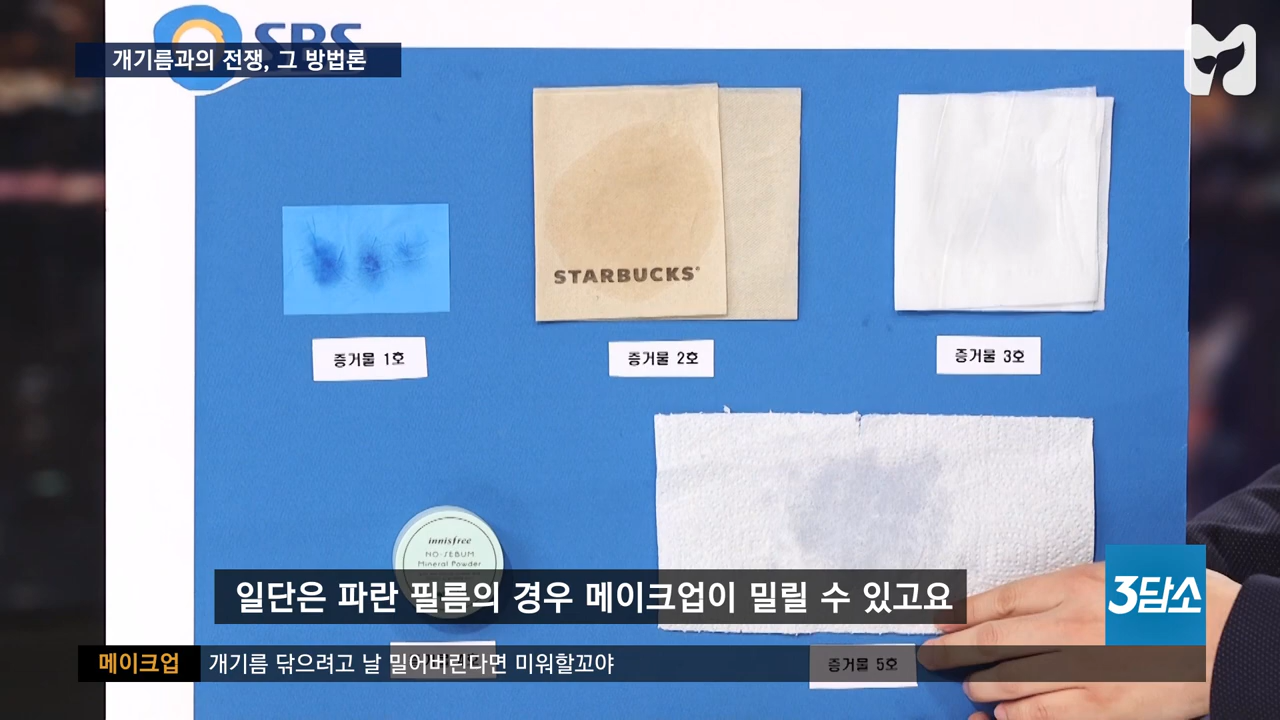 SBS
개기름과의 전쟁, 그 방법론
STARBUCKS
증거물 1호
증거물 2호
증거물 3호
innisfree
NO-SEBUM
Mineral Powder
일단은 파란 필름의 경우 메이크업이 밀릴 수 있고요
3담소
메이크업 개기름 닦으려고 날 밀어버린다면 미워할꼬야
증거물 5호